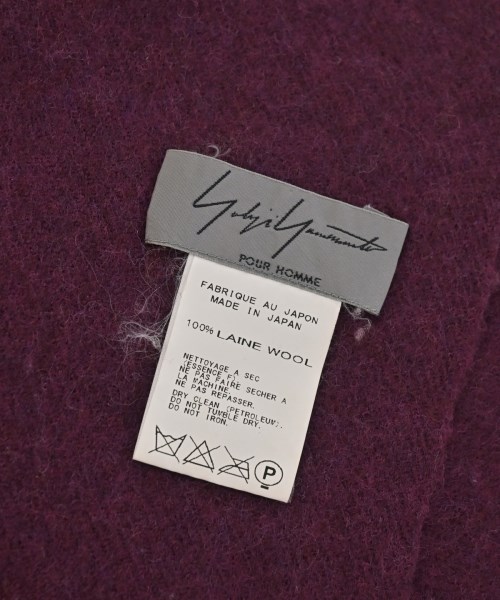 Yohji Yamamoto
POUR HOMME
FABRIQUE AU JAPON
MADE IN JAPAN
100% LAINE WOOL
NETTOYAGE A SEC
(ESSENCE F).
NE PAS FAIRE SECHER A
LA MACHINE.
NE PAS REPASSER.
DRY CLEAN (PETROLEUM).
DO NOT TUMBLE DRY.
DO NOT IRON.
P